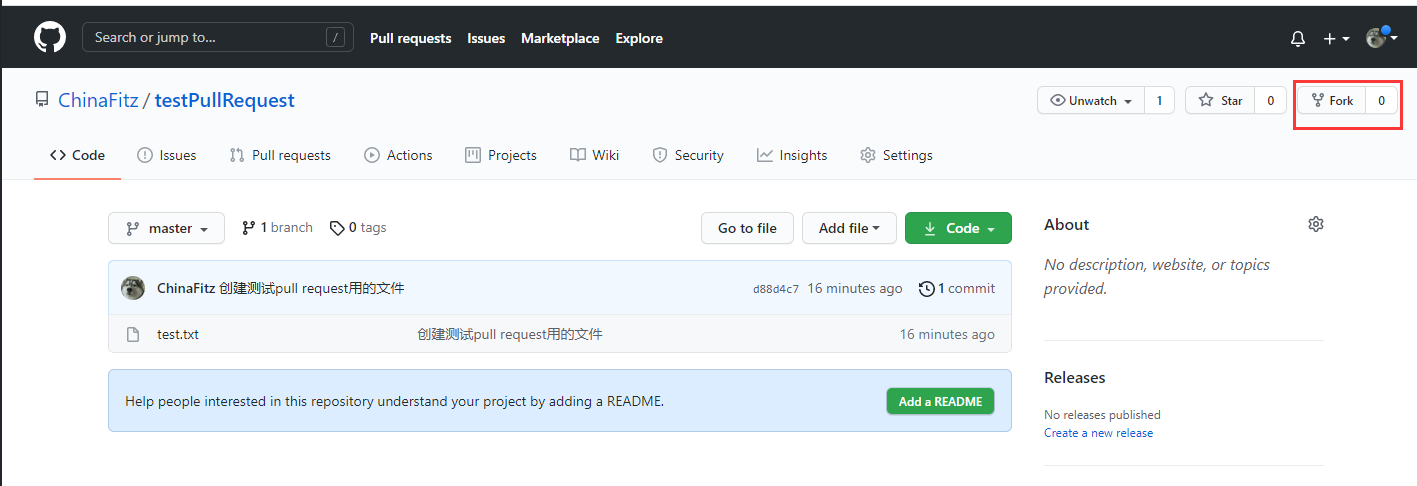 Search or jump to... / Pull requests Issues Marketplace Explore
ChinaFitz / testPullRequest Unwatch 1 Star 0 Fork 0
Code Issues Pull requests Actions Projects Wiki Security Insights Settings
master 1 branch 0 tags Go to file Add file Code
About
No description, website, or topics
provided.
ChinaFitz 创建测试pull request用的文件 d88d4c7 16 minutes ago 1 commit
test.txt 创建测试pull request用的文件 16 minutes ago
Help people interested in this repository understand your project by adding a README. Add a README
Releases
No releases published
Create a new release